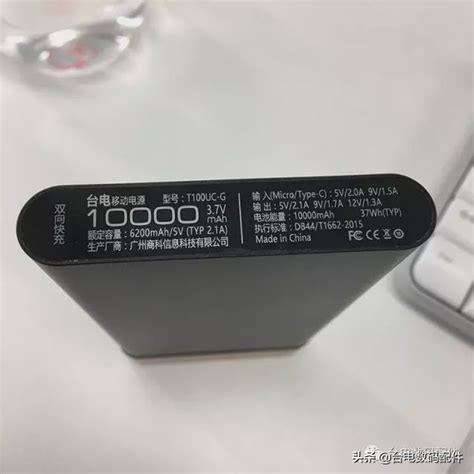 双向快充
台电移动电源 型号: T100UC-G
10000 3.7V mAh
额定容量: 6200mAh/5V (TYP 2.1A)
生产厂商: 广州商科信息科技有限公司
输入(Micro/Type-C) : 5V/2.0A 9V/1.5A
输出: 5V/2.1A 9V/1.7A 12V/1.3A
电池能量: 10000mAh 37Wh(TYP)
执行标准: DB44/T1662-2015
Made in China
头条 @台电数码配件